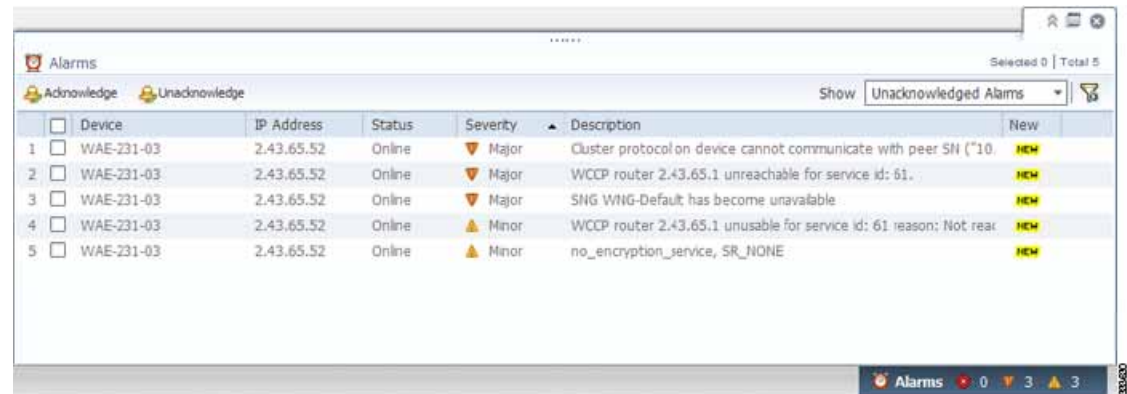 Alarms
Selected 0 | Total 5
Acknowledge Unacknowledge Show Unacknowledged Alarms
Device IP Address Status Severity Description New
1 WAE-231-03 2.43.65.52 Online Major Cluster protocol on device cannot communicate with peer SN ("10. NEW
2 WAE-231-03 2.43.65.52 Online Major WCCP router 2.43.65.1 unreachable for service id: 61. NEW
3 WAE-231-03 2.43.65.52 Online Major SNG WNG-Default has become unavailable NEW
4 WAE-231-03 2.43.65.52 Online Minor WCCP router 2.43.65.1 unusable for service id: 61 reason: Not reac NEW
5 WAE-231-03 2.43.65.52 Online Minor no_encryption_service, SR_NONE NEW
Alarms 0 3 3